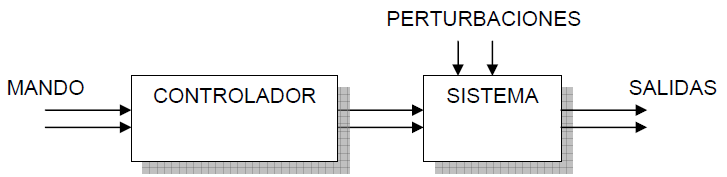 PERTURBACIONES
MANDO
CONTROLADOR
SISTEMA
SALIDAS